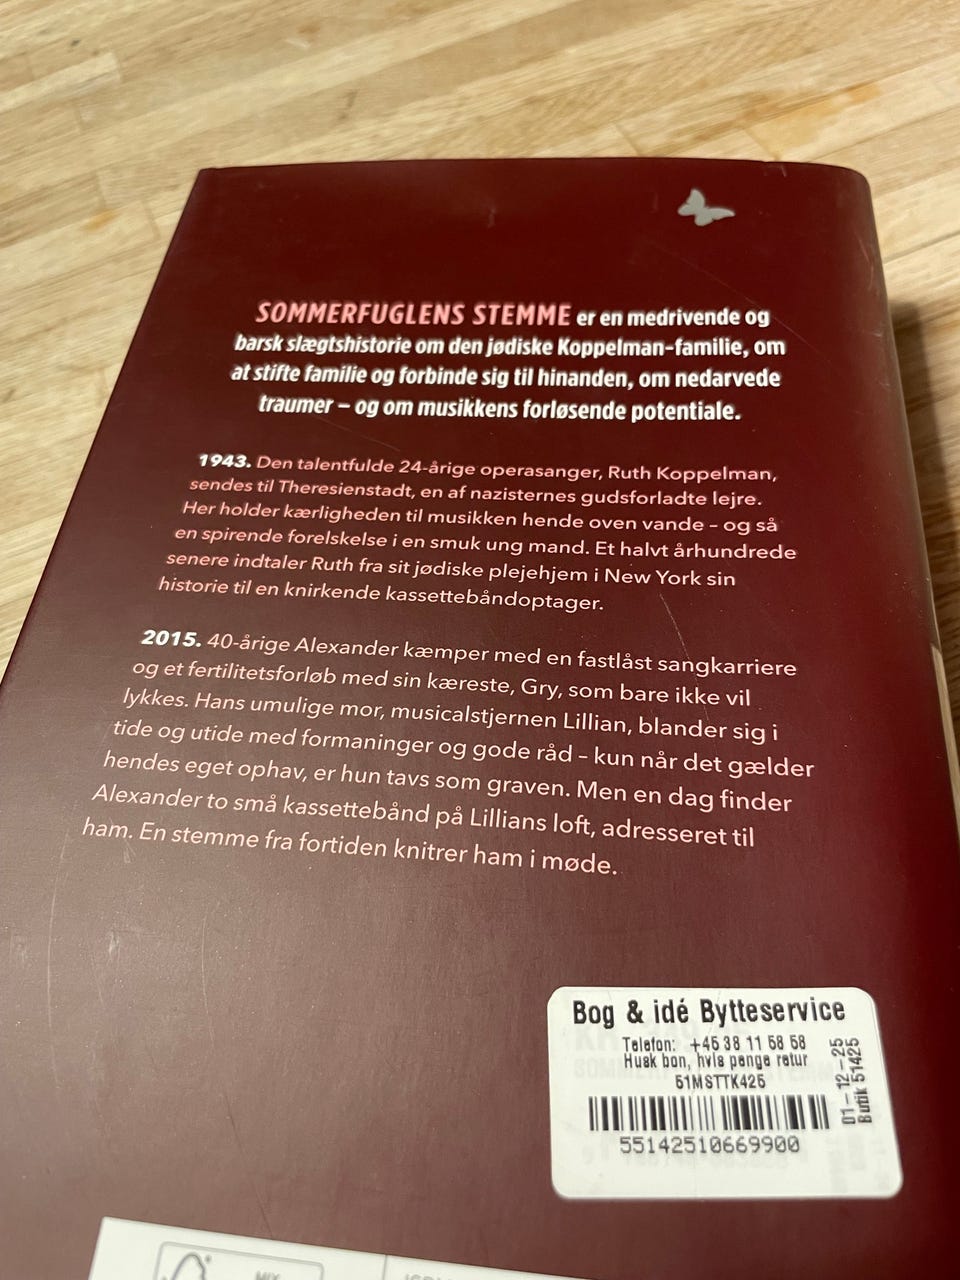 SOMMERFUGLENS STEMME er en medrivende og
barsk slægtshistorie om den jødiske Koppelman-familie, om
at stifte familie og forbinde sig til hinanden, om nedarvede
traumer – og om musikkens forløsende potentiale.
1943. Den talentfulde 24-årige operasanger, Ruth Koppelman,
sendes til Theresienstadt, en af nazisternes gudsforladte lejre.
Her holder kærligheden til musikken hende oven vande – og så
en spirende forelskelse i en smuk ung mand. Et halvt århundrede
senere indtaler Ruth fra sit jødiske plejehjem i New York sin
historie til en knirkende kassettebåndoptager.
2015. 40-årige Alexander kæmper med en fastlåst sangkarriere
og et fertilitetsforløb med sin kæreste, Gry, som bare ikke vil
lykkes. Hans umulige mor, musicalstjernen Lillian, blander sig i
tide og utide med formaninger og gode råd – kun når det gælder
hendes eget ophav, er hun tavs som graven. Men en dag finder
Alexander to små kassettebånd på Lillians loft, adresseret til
ham. En stemme fra fortiden knitrer ham i møde.
Bog & idé Bytteservice
Telefon: +45 38 11 58 58
Husk bon, hvis penge retur
51MSTTK425
55142510669900
01-12-25
Butik 51425
MIX